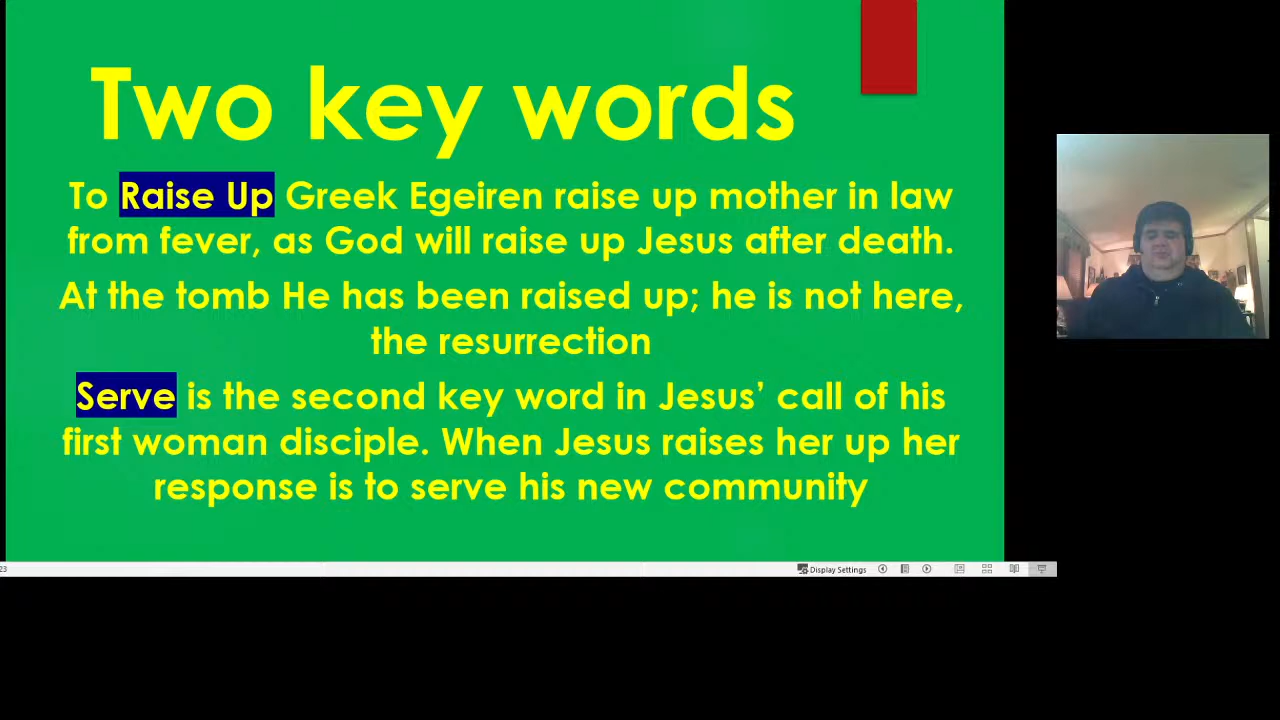 Two key words
To Raise Up Greek Egeiren raise up mother in law
from fever, as God will raise up Jesus after death.
At the tomb He has been raised up; he is not here,
the resurrection
Serve is the second key word in Jesus’ call of his
first woman disciple. When Jesus raises her up her
response is to serve his new community
23
Display Settings